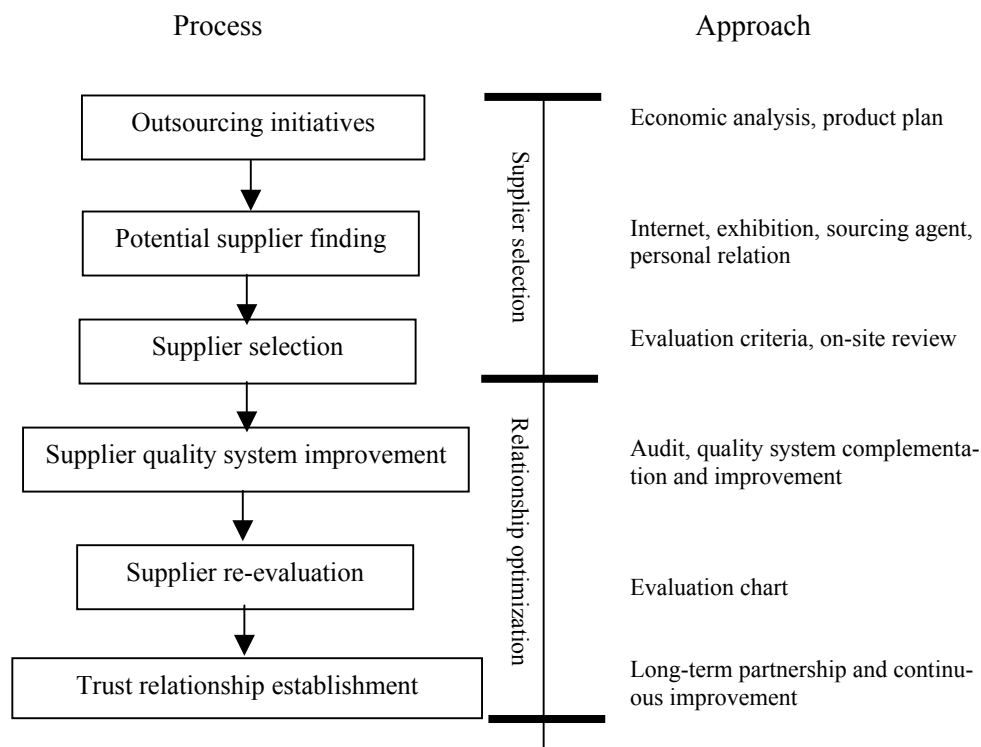 Process
Approach
Outsourcing initiatives
Economic analysis, product plan
Potential supplier finding
Internet, exhibition, sourcing agent,
personal relation
Supplier selection
Supplier selection
Evaluation criteria, on-site review
Supplier quality system improvement
Audit, quality system complementa-
tion and improvement
Relationship optimization
Supplier re-evaluation
Evaluation chart
Trust relationship establishment
Long-term partnership and continu-
ous improvement